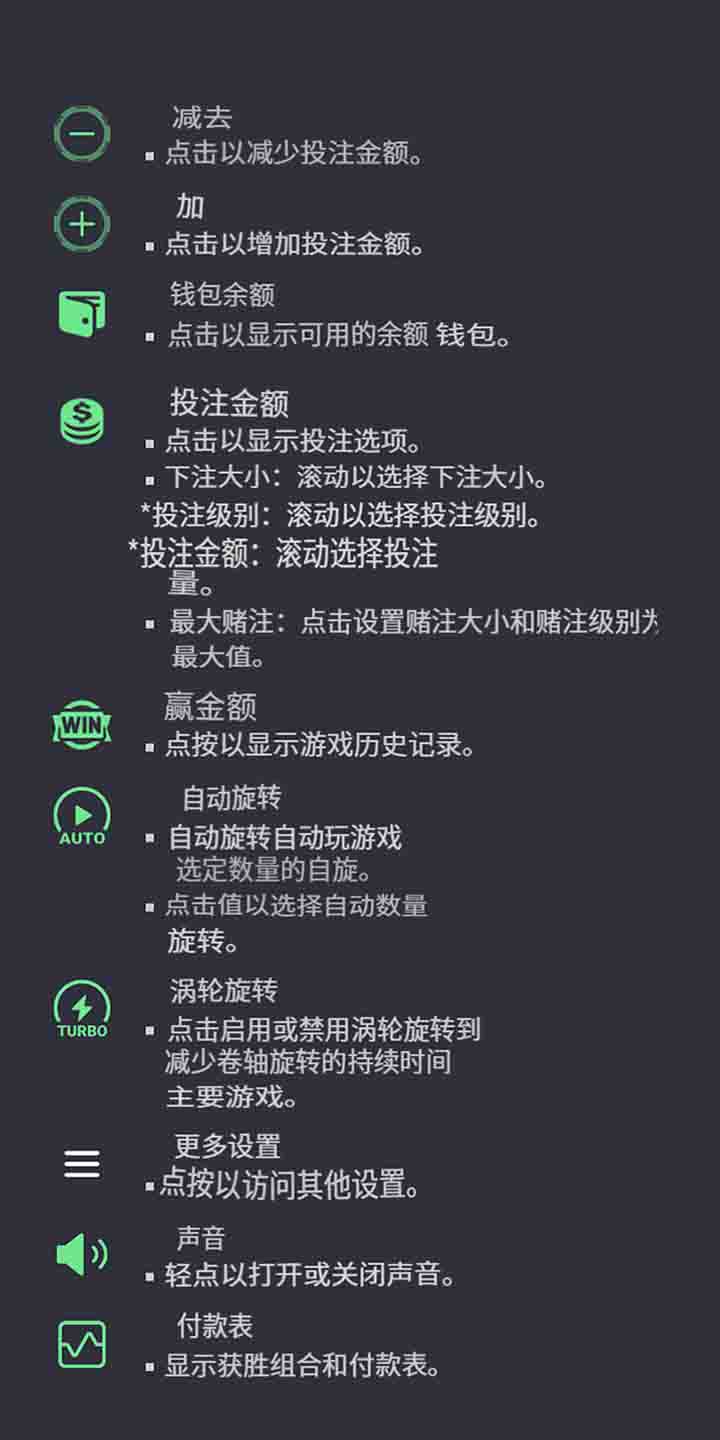 减去
▪ 点击以减少投注金额。
加
▪ 点击以增加投注金额。
钱包余额
▪ 点击以显示可用的余额 钱包。
投注金额
▪ 点击以显示投注选项。
▪ 下注大小：滚动以选择下注大小。
*投注级别：滚动以选择投注级别。
*投注金额：滚动选择投注
量。
▪ 最大赌注：点击设置赌注大小和赌注级别为
最大值。
WIN
赢金额
▪ 点按以显示游戏历史记录。
AUTO
自动旋转
▪ 自动旋转自动玩游戏
选定数量的自旋。
▪ 点击值以选择自动数量
旋转。
TURBO
涡轮旋转
▪ 点击启用或禁用涡轮旋转到
减少卷轴旋转的持续时间
主要游戏。
更多设置
▪点按以访问其他设置。
声音
▪ 轻点以打开或关闭声音。
付款表
▪ 显示获胜组合和付款表。